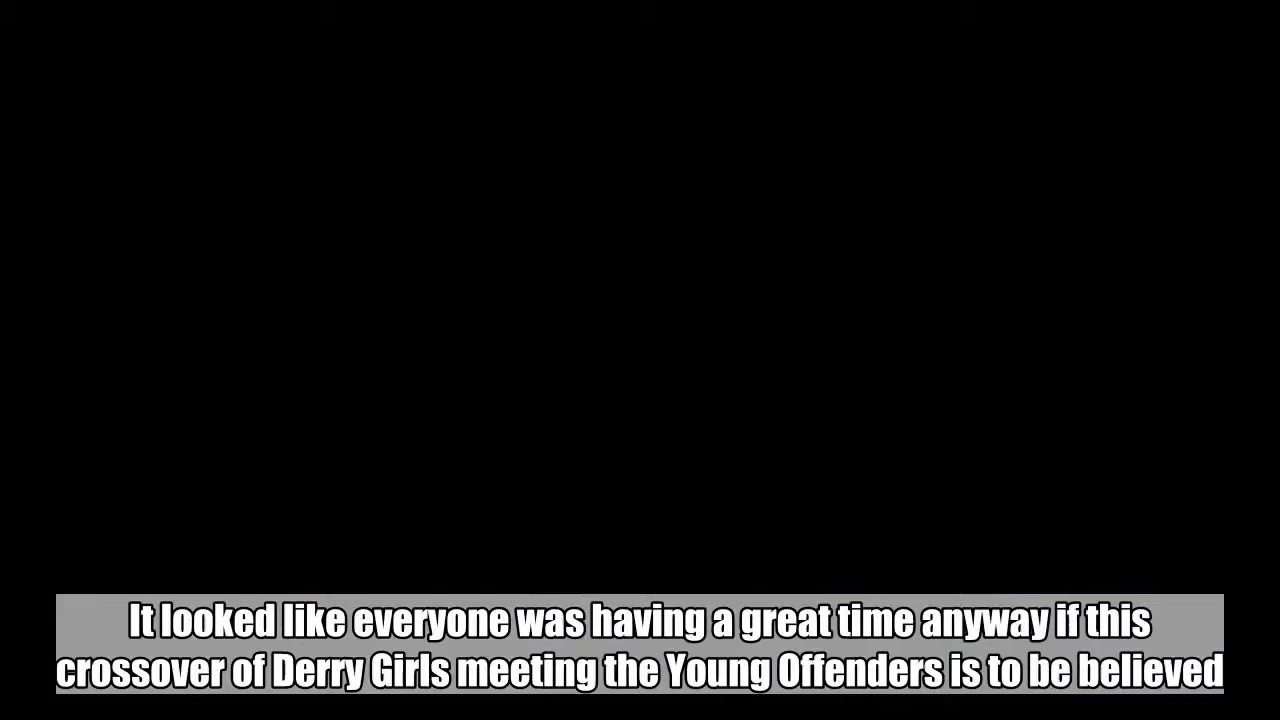 It looked like everyone was having a great time anyway if this
crossover of Derry Girls meeting the Young Offenders is to be believed